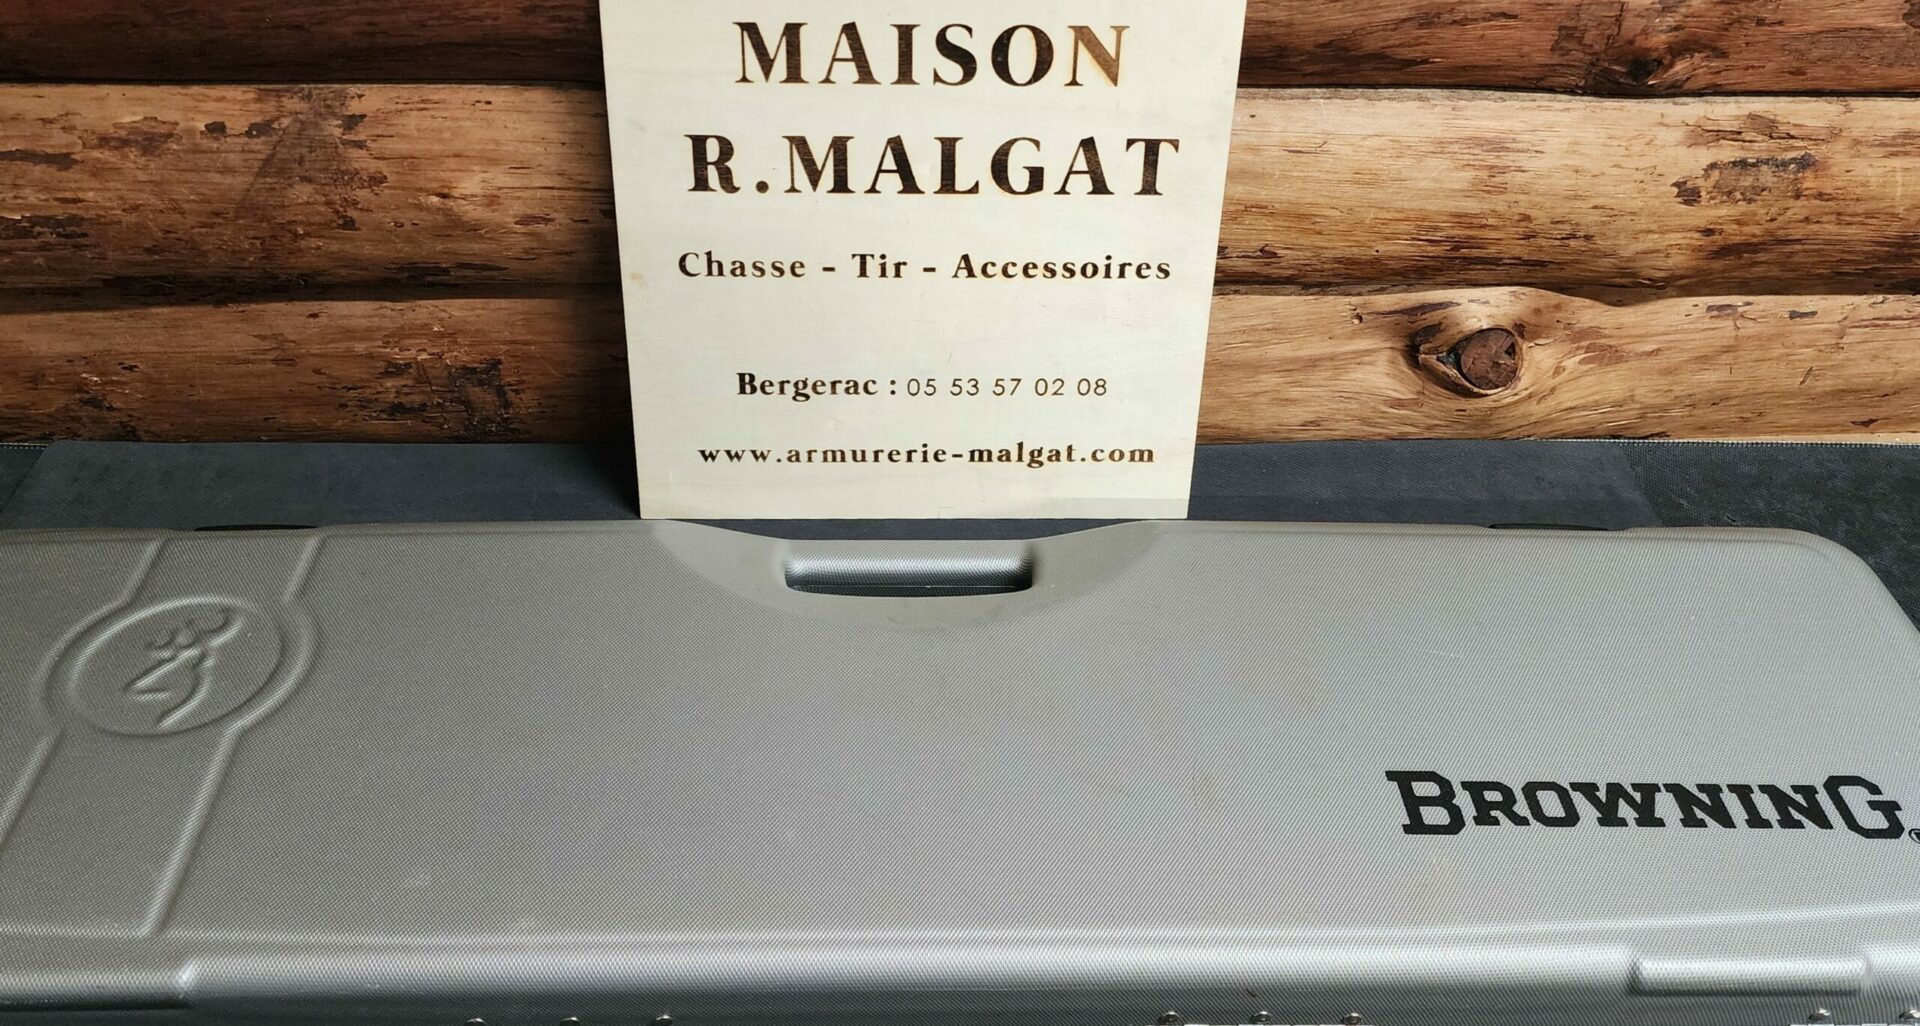 MAISON
R.MALGAT
Chasse - Tir - Accessoires
Bergerac : 05 53 57 02 08
www.armurerie-malgat.com
BROWNING